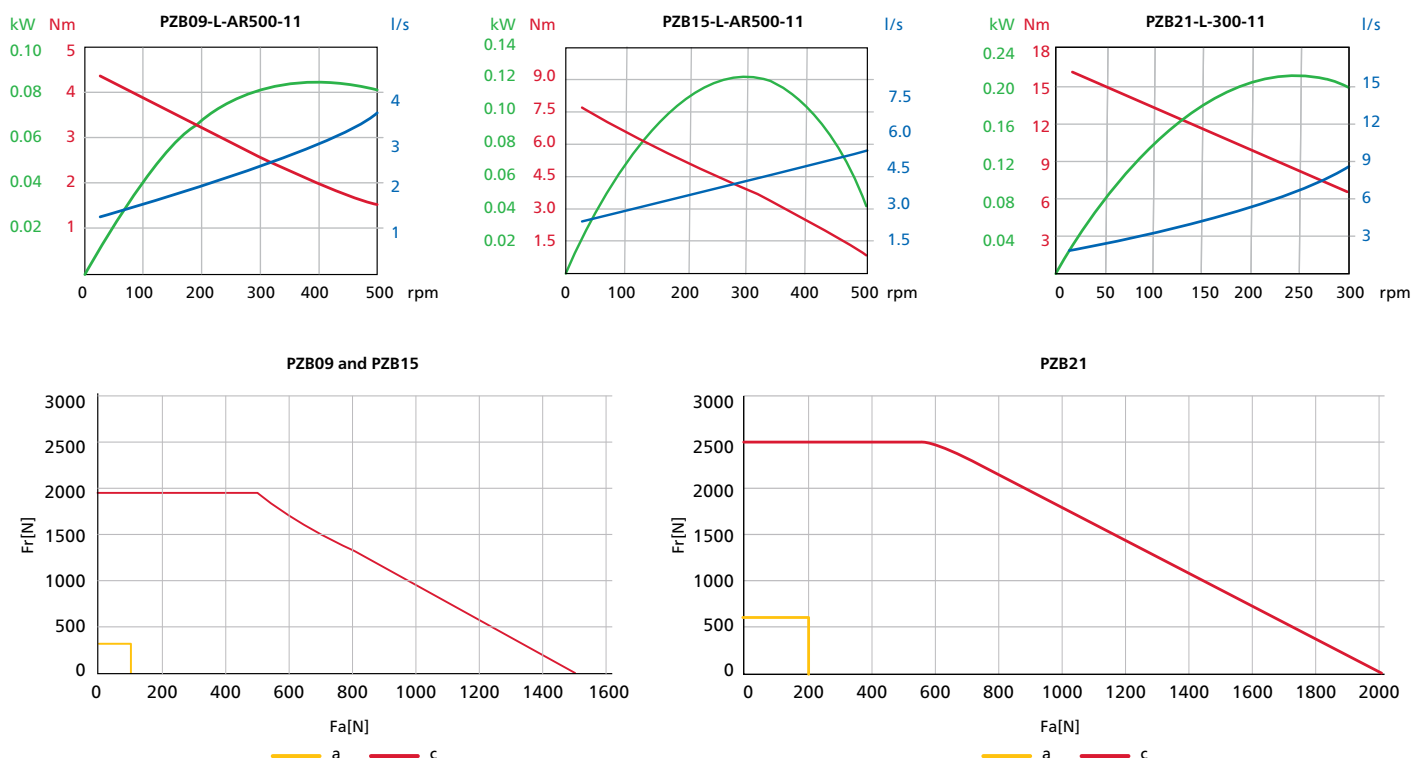 kW Nm PZB09-L-AR500-11 l/s
0.10 5
0.08 4 4
0.06 3 3
0.04 2 2
0.02 1 1
0 100 200 300 400 500 rpm
kW Nm PZB15-L-AR500-11 l/s
0.14
0.12 9.0
0.10 7.5 7.5
0.08 6.0 6.0
0.06 4.5 4.5
0.04 3.0 3.0
0.02 1.5 1.5
0 100 200 300 400 500 rpm
kW Nm PZB21-L-300-11 l/s
0.24 18
0.20 15 15
0.16 12 12
0.12 9 9
0.08 6 6
0.04 3 3
0 50 100 150 200 250 300 rpm
PZB09 and PZB15
3000
2500
2000
1500
1000
500
0
Fr[N]
0 200 400 600 800 1000 1200 1400 1600
Fa[N]
a c
PZB21
3000
2500
2000
1500
1000
500
0
Fr[N]
0 200 400 600 800 1000 1200 1400 1600 1800 2000
Fa[N]
a c